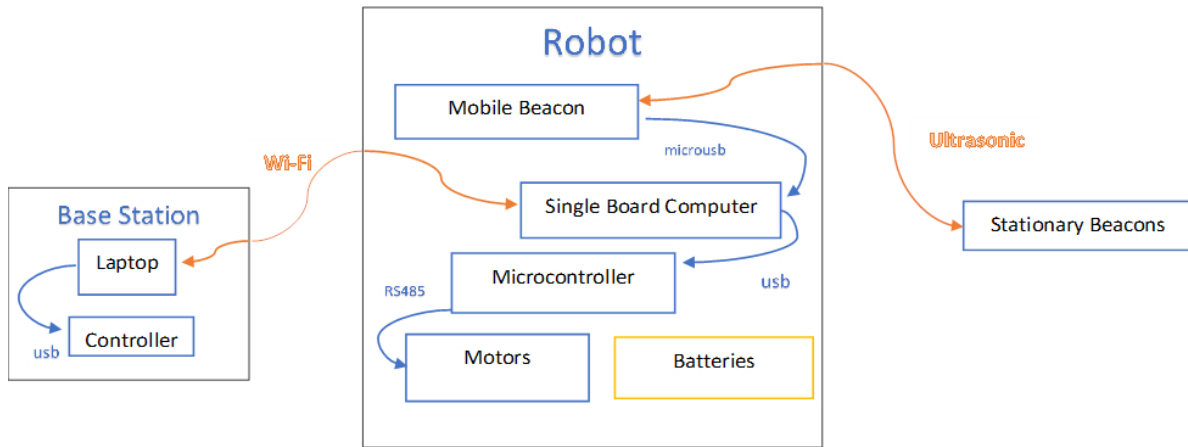 Robot
Mobile Beacon
microusb
Ultrasonic
Wi-Fi
Single Board Computer
Base Station
Stationary Beacons
Laptop
Microcontroller
usb
RS485
Controller
usb
Motors
Batteries